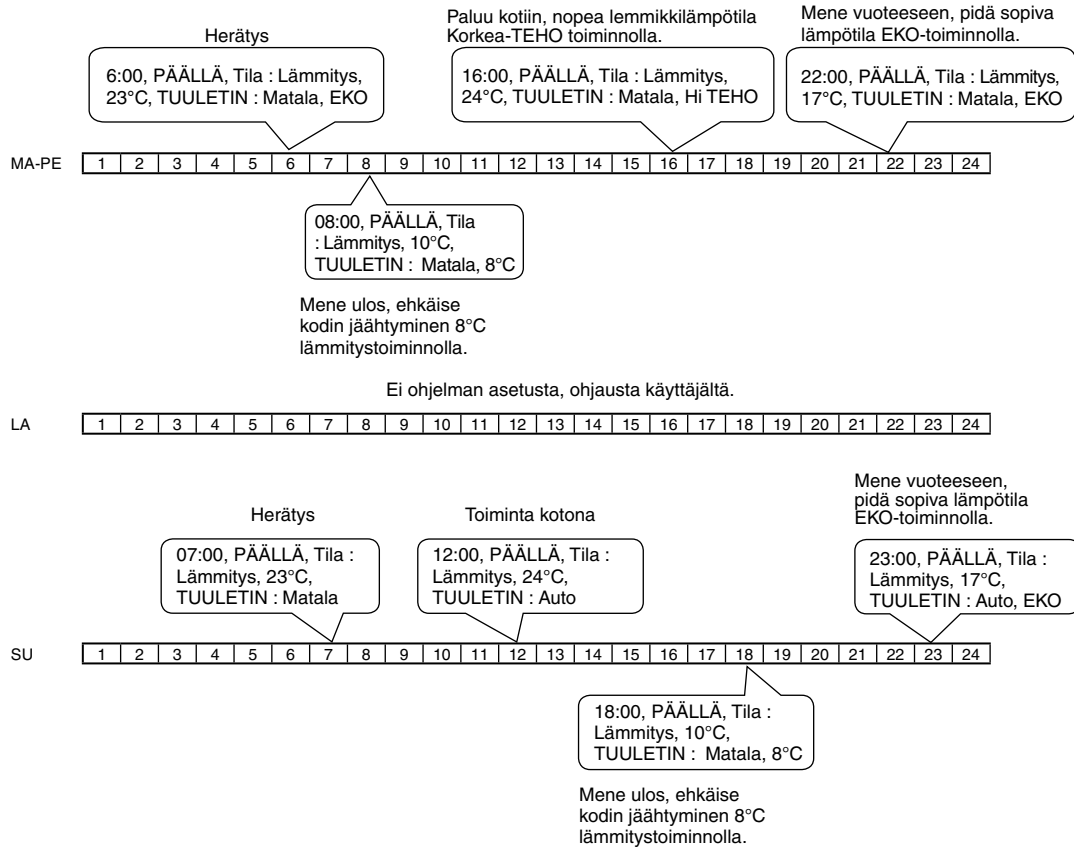 Herätys
6:00, PÄÄLLÄ, Tila : Lämmitys,
23°C, TUULETIN : Matala, EKO
Paluu kotiin, nopea lemmikkilämpötila
Korkea-TEHO toiminnolla.
16:00, PÄÄLLÄ, Tila : Lämmitys,
24°C, TUULETIN : Matala, Hi TEHO
Mene vuoteeseen, pidä sopiva
lämpötila EKO-toiminnolla.
22:00, PÄÄLLÄ, Tila : Lämmitys,
17°C, TUULETIN : Matala, EKO
MA-PE 1 2 3 4 5 6 7 8 9 10 11 12 13 14 15 16 17 18 19 20 21 22 23 24
08:00, PÄÄLLÄ, Tila
: Lämmitys, 10°C,
TUULETIN : Matala, 8°C
Mene ulos, ehkäise
kodin jäähtyminen 8°C
lämmitystoiminnolla.
Ei ohjelman asetusta, ohjausta käyttäjältä.
LA 1 2 3 4 5 6 7 8 9 10 11 12 13 14 15 16 17 18 19 20 21 22 23 24
Herätys
07:00, PÄÄLLÄ, Tila :
Lämmitys, 23°C,
TUULETIN : Matala
Toiminta kotona
12:00, PÄÄLLÄ, Tila :
Lämmitys, 24°C,
TUULETIN : Auto
Mene vuoteeseen,
pidä sopiva lämpötila
EKO-toiminnolla.
23:00, PÄÄLLÄ, Tila :
Lämmitys, 17°C,
TUULETIN : Auto, EKO
SU 1 2 3 4 5 6 7 8 9 10 11 12 13 14 15 16 17 18 19 20 21 22 23 24
18:00, PÄÄLLÄ, Tila :
Lämmitys, 10°C,
TUULETIN : Matala, 8°C
Mene ulos, ehkäise
kodin jäähtyminen 8°C
lämmitystoiminnolla.